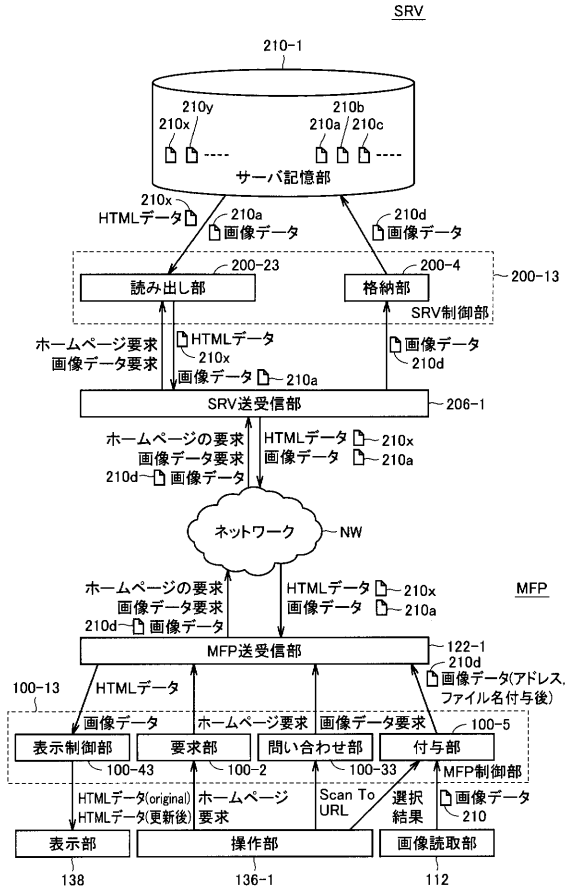 SRV
210-1
210x
210y
210a
210b
210c
サーバ記憶部
210x
HTMLデータ
210a
画像データ
210d
画像データ
200-23
200-4
200-13
読み出し部
格納部
SRV制御部
ホームページ要求
画像データ要求
HTMLデータ
210x
画像データ
210a
画像データ
210d
SRV送受信部
206-1
ホームページの要求
画像データ要求
210d
画像データ
HTMLデータ
210x
画像データ
210a
ネットワーク
NW
MFP
ホームページの要求
画像データ要求
210d
画像データ
HTMLデータ
210x
画像データ
210a
MFP送受信部
122-1
100-13
HTMLデータ
画像データ
ホームページ要求
画像データ要求
210d
画像データ(アドレス,
ファイル名付与後)
100-5
表示制御部
要求部
問い合わせ部
付与部
100-43
100-2
100-33
MFP制御部
HTMLデータ(original)
HTMLデータ(更新後)
ホームページ
要求
Scan To
URL
選択
結果
画像データ
210
表示部
操作部
画像読取部
138
136-1
112